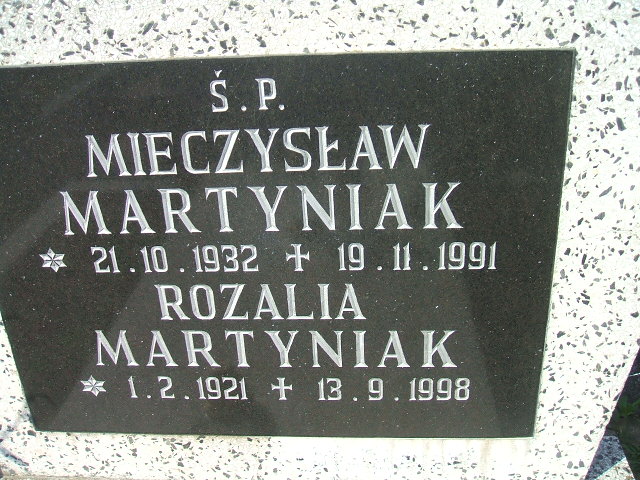 Ś.P.
MIECZYSŁAW
MARTYNIAK
21.10.1932 19.11.1991
ROZALIA
MARTYNIAK
1.2.1921 13.9.1998